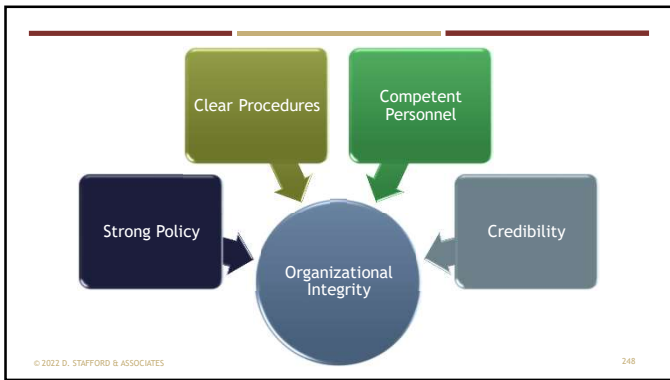 Clear Procedures
Competent
Personnel
Strong Policy
Credibility
Organizational
Integrity
© 2022 D. STAFFORD & ASSOCIATES
248